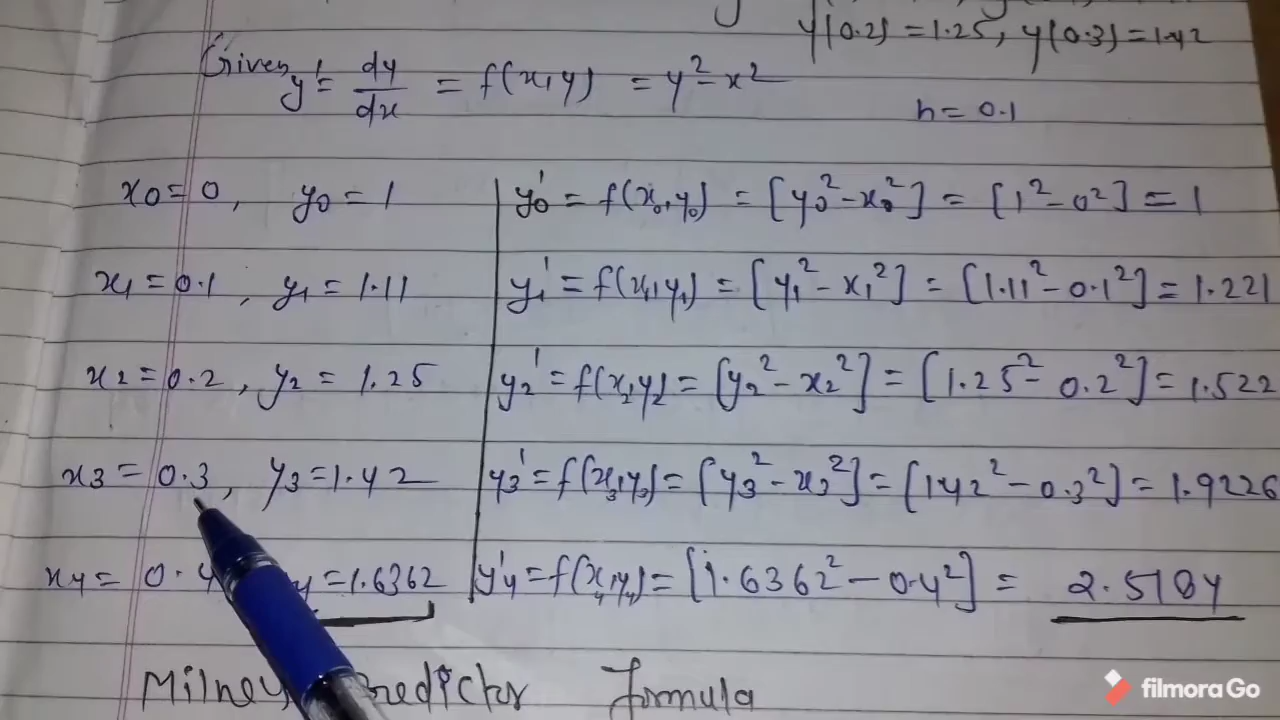 y(0.2) = 1.25, y(0.3) = 1.42
Given y' = dy/dx = f(x,y) = y² - x²
h = 0.1
x0 = 0, y0 = 1 | y0' = f(x0,y0) = [y0² - x0²] = [1² - 0²] = 1
x1 = 0.1, y1 = 1.11 | y1' = f(x1,y1) = [y1² - x1²] = [1.11² - 0.1²] = 1.221
x2 = 0.2, y2 = 1.25 | y2' = f(x2,y2 = [y2² - x2²] = [1.25² - 0.2²] = 1.522
x3 = 0.3, y3 = 1.42 | y3' = f(x3,y3) = [y3² - x3²] = [1.42² - 0.3²] = 1.9226
x4 = 0.4 y = 1.6362 | y'4 = f(x4,y4) = [1.6362² - 0.4²] = 2.5184
Milney Predictor Formula
filmora Go